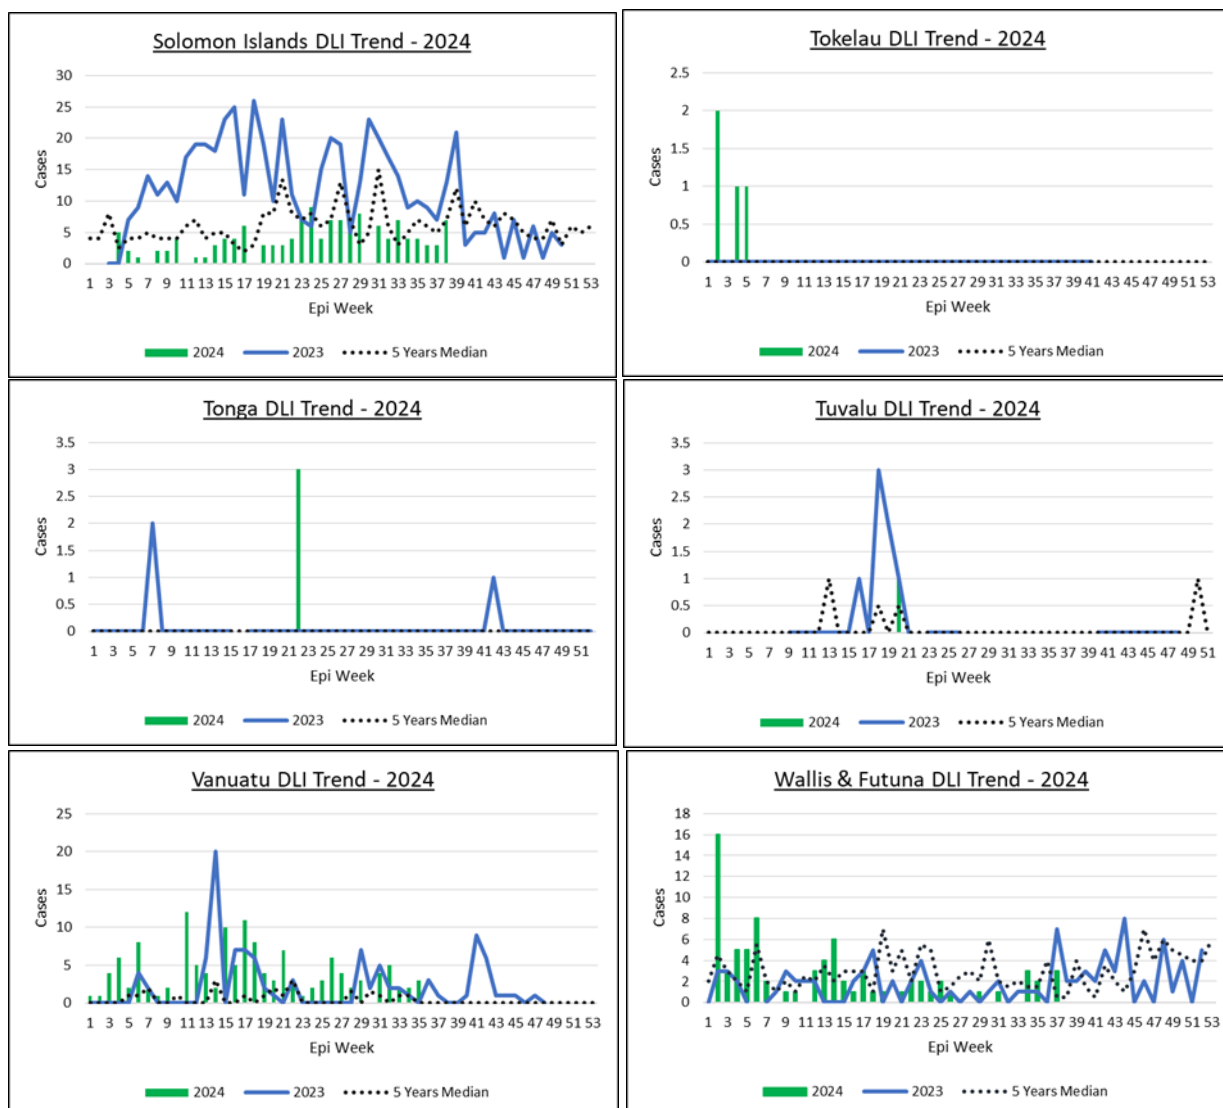 Solomon Islands DLI Trend - 2024
30
25
20
15
10
5
0
Cases
1 3 5 7 9 11 13 15 17 19 21 23 25 27 29 31 33 35 37 39 41 43 45 47 49 51 53
Epi Week
2024 2023 5 Years Median
Tokelau DLI Trend - 2024
2.5
2
1.5
1
0.5
0
Cases
1 3 5 7 9 11 13 15 17 19 21 23 25 27 29 31 33 35 37 39 41 43 45 47 49 51 53
Epi Week
2024 2023 5 Years Median
Tonga DLI Trend - 2024
3.5
3
2.5
2
1.5
1
0.5
0
Cases
1 3 5 7 9 11 13 15 17 19 21 23 25 27 29 31 33 35 37 39 41 43 45 47 49 51
Epi Week
2024 2023 5 Years Median
Tuvalu DLI Trend - 2024
3.5
3
2.5
2
1.5
1
0.5
0
Cases
1 3 5 7 9 11 13 15 17 19 21 23 25 27 29 31 33 35 37 39 41 43 45 47 49 51
Epi Week
2024 2023 5 Years Median
Vanuatu DLI Trend - 2024
25
20
15
10
5
0
Cases
1 3 5 7 9 11 13 15 17 19 21 23 25 27 29 31 33 35 37 39 41 43 45 47 49 51 53
Epi Week
2024 2023 5 Years Median
Wallis & Futuna DLI Trend - 2024
18
16
14
12
10
8
6
4
2
0
Cases
1 3 5 7 9 11 13 15 17 19 21 23 25 27 29 31 33 35 37 39 41 43 45 47 49 51 53
Epi Week
2024 2023 5 Years Median